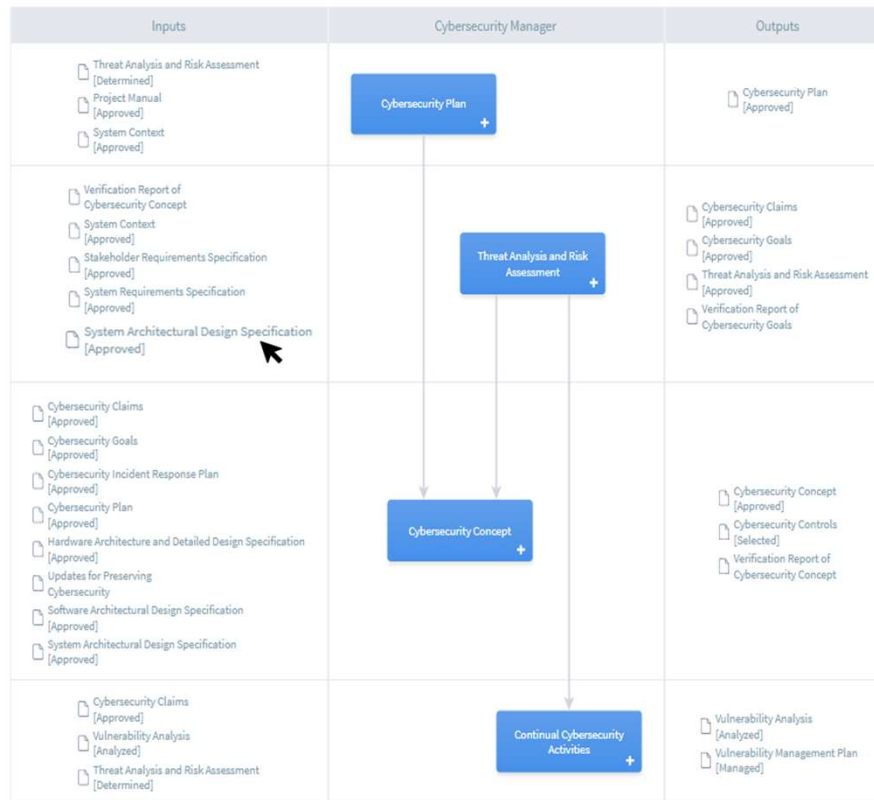 Inputs
Cybersecurity Manager
Outputs
Threat Analysis and Risk Assessment
[Determined]
Project Manual
[Approved]
System Context
[Approved]
Cybersecurity Plan
+
Cybersecurity Plan
[Approved]
Verification Report of
Cybersecurity Concept
System Context
[Approved]
Stakeholder Requirements Specification
[Approved]
System Requirements Specification
[Approved]
System Architectural Design Specification
[Approved]
Threat Analysis and Risk
Assessment
+
Cybersecurity Claims
[Approved]
Cybersecurity Goals
[Approved]
Threat Analysis and Risk Assessment
[Approved]
Verification Report of
Cybersecurity Goals
Cybersecurity Claims
[Approved]
Cybersecurity Goals
[Approved]
Cybersecurity Incident Response Plan
[Approved]
Cybersecurity Plan
[Approved]
Hardware Architecture and Detailed Design Specification
[Approved]
Updates for Preserving
Cybersecurity
Software Architectural Design Specification
[Approved]
System Architectural Design Specification
[Approved]
Cybersecurity Concept
+
Cybersecurity Concept
[Approved]
Cybersecurity Controls
[Selected]
Verification Report of
Cybersecurity Concept
Cybersecurity Claims
[Approved]
Vulnerability Analysis
[Analyzed]
Threat Analysis and Risk Assessment
[Determined]
Continual Cybersecurity
Activities
+
Vulnerability Analysis
[Analyzed]
Vulnerability Management Plan
[Managed]